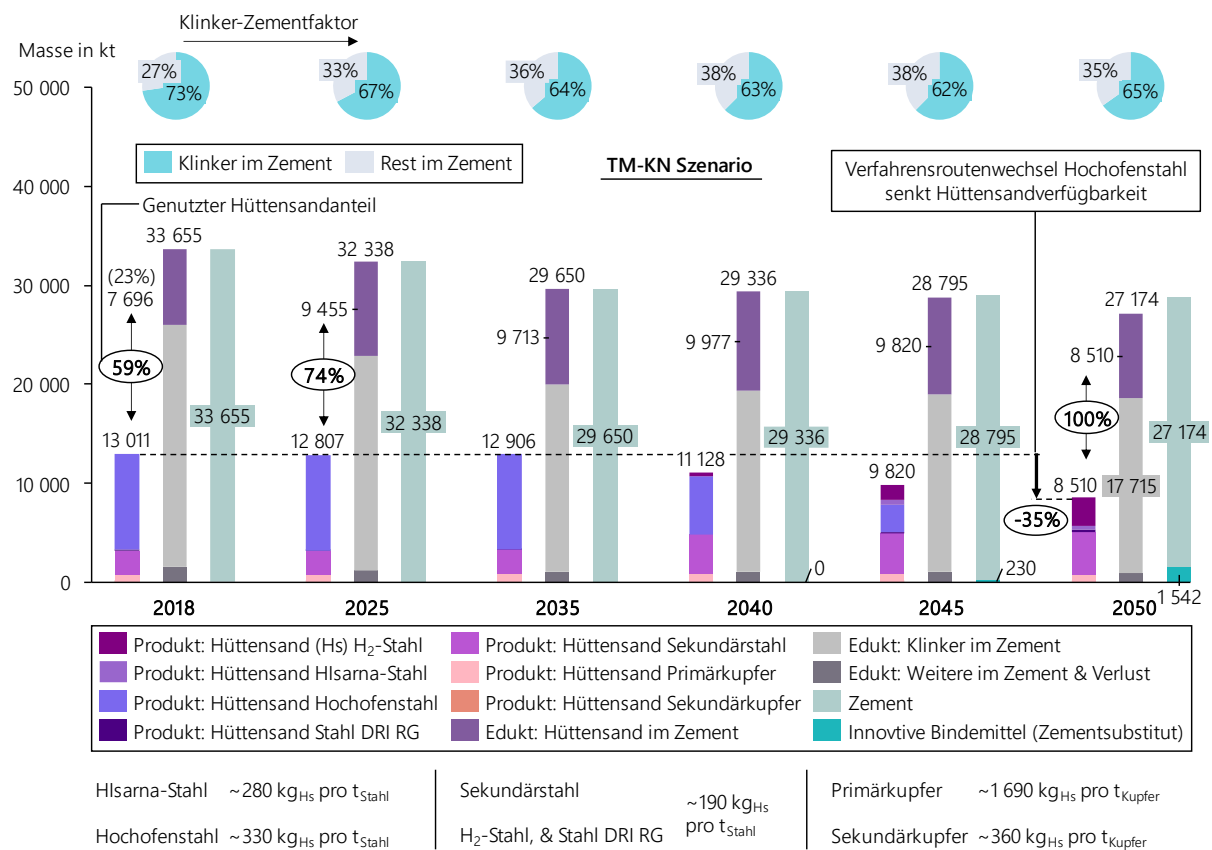 Klinker-Zementfaktor
Masse in kt
27%
73%
33%
67%
36%
64%
38%
63%
38%
62%
35%
65%
50 000
40 000
30 000
20 000
10 000
0
Klinker im Zement
Rest im Zement
TM-KN Szenario
Verfahrensroutenwechsel Hochofenstahl
senkt Hüttensandverfügbarkeit
Genutzter Hüttensandanteil
33 655
(23%)
7 696
59%
13 011
33 655
32 338
9 455
74%
12 807
32 338
29 650
9 713
12 906
29 650
29 336
9 977
11 128
29 336
0
28 795
9 820
9 820
28 795
230
27 174
8 510
100%
8 510
17 715
27 174
-35%
1 542
2018
2025
2035
2040
2045
2050
Produkt: Hüttensand (Hs) H2-Stahl
Produkt: Hüttensand HIsarna-Stahl
Produkt: Hüttensand Hochofenstahl
Produkt: Hüttensand Stahl DRI RG
Produkt: Hüttensand Sekundärstahl
Produkt: Hüttensand Primärkupfer
Produkt: Hüttensand Sekundärkupfer
Edukt: Hüttensand im Zement
Edukt: Klinker im Zement
Edukt: Weitere im Zement & Verlust
Zement
Innovtive Bindemittel (Zementsubstitut)
HIsarna-Stahl ~280 kgHs pro tStahl
Hochofenstahl ~330 kgHs pro tStahl
Sekundärstahl
H2-Stahl, & Stahl DRI RG
~190 kgHs
pro tStahl
Primärkupfer ~1 690 kgHs pro tKupfer
Sekundärkupfer ~360 kgHs pro tKupfer